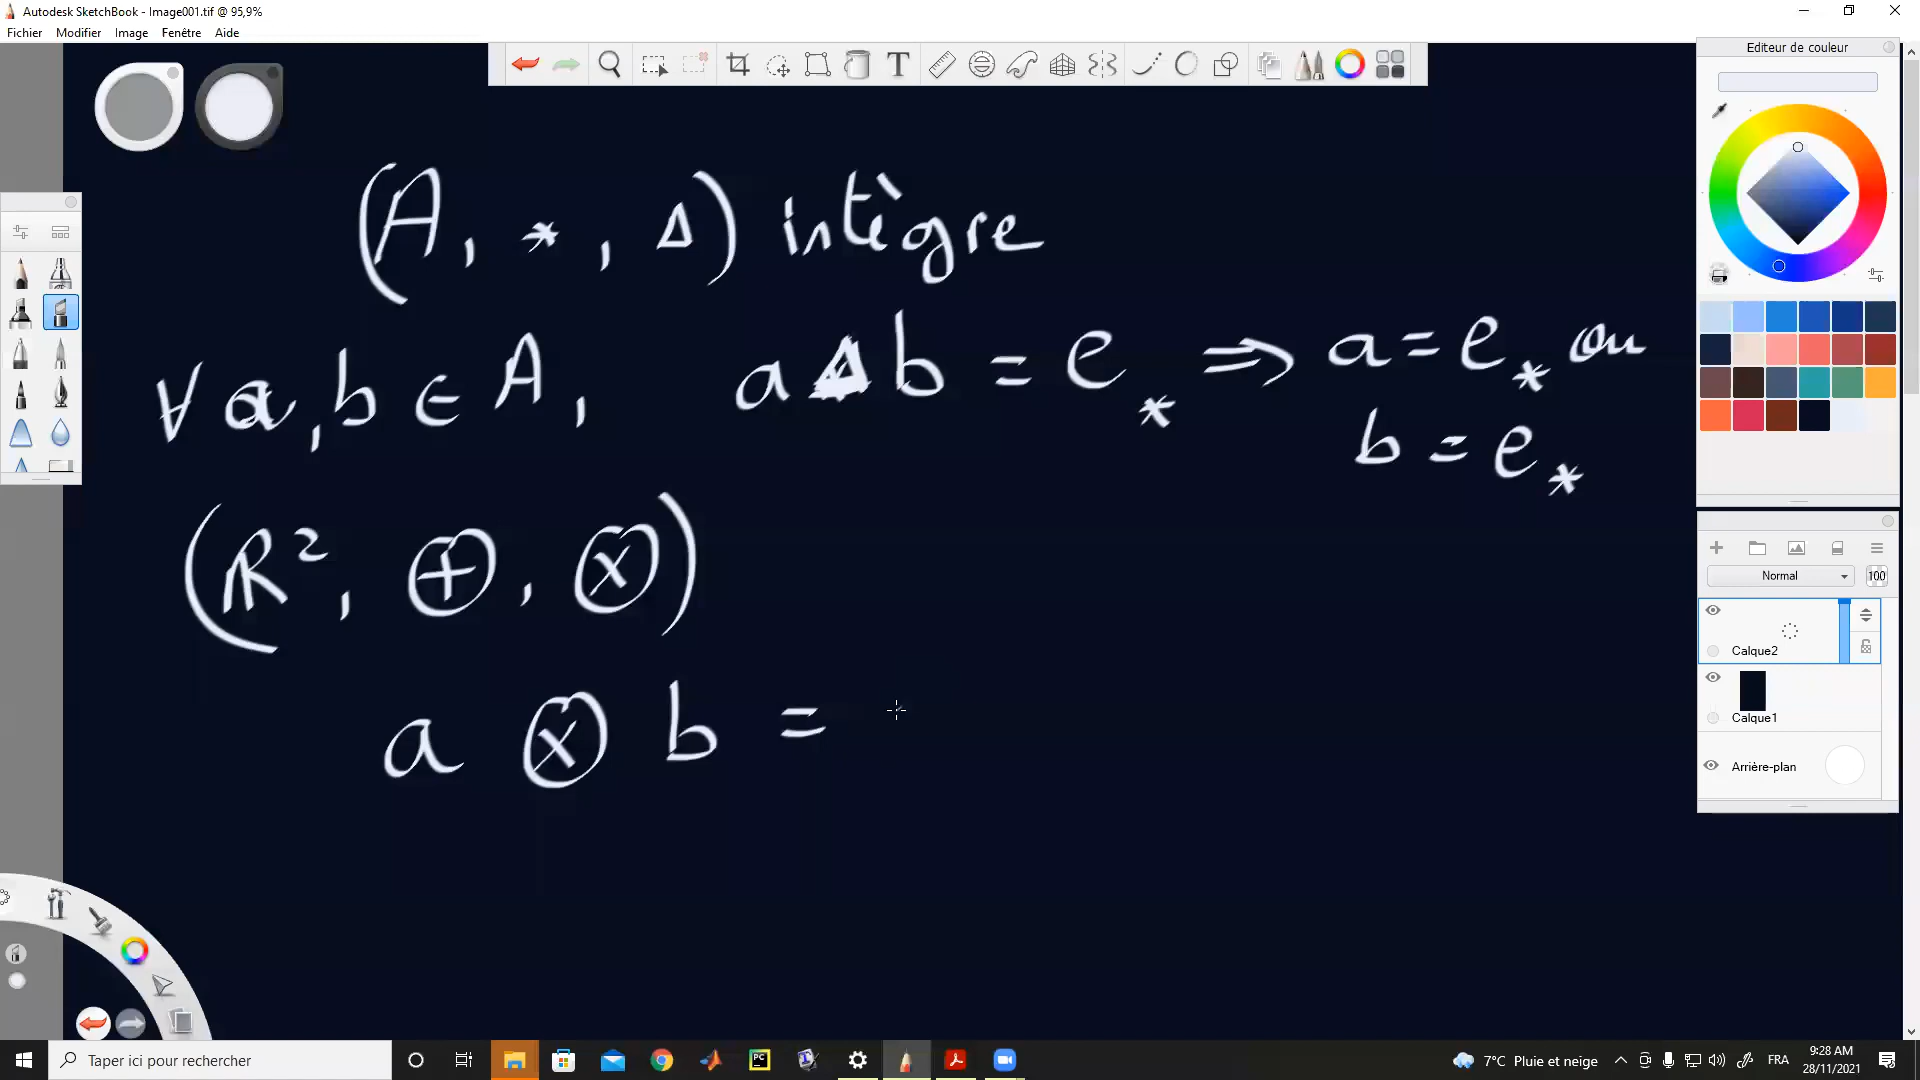 Autodesk SketchBook - Image001.tif @ 95,9%
Fichier Modifier Image Fenêtre Aide
Editeur de couleur
(A, *, Δ) intègre
∀ a, b ∈ A, a Δ b = e* ⇒ a = e* ou
b = e*
(R², ⊕, ⊗)
a ⊗ b =
Normal 100
Calque2
Calque1
Arrière-plan
Taper ici pour rechercher
PC
7°C Pluie et neige
FRA
9:28 AM
28/11/2021